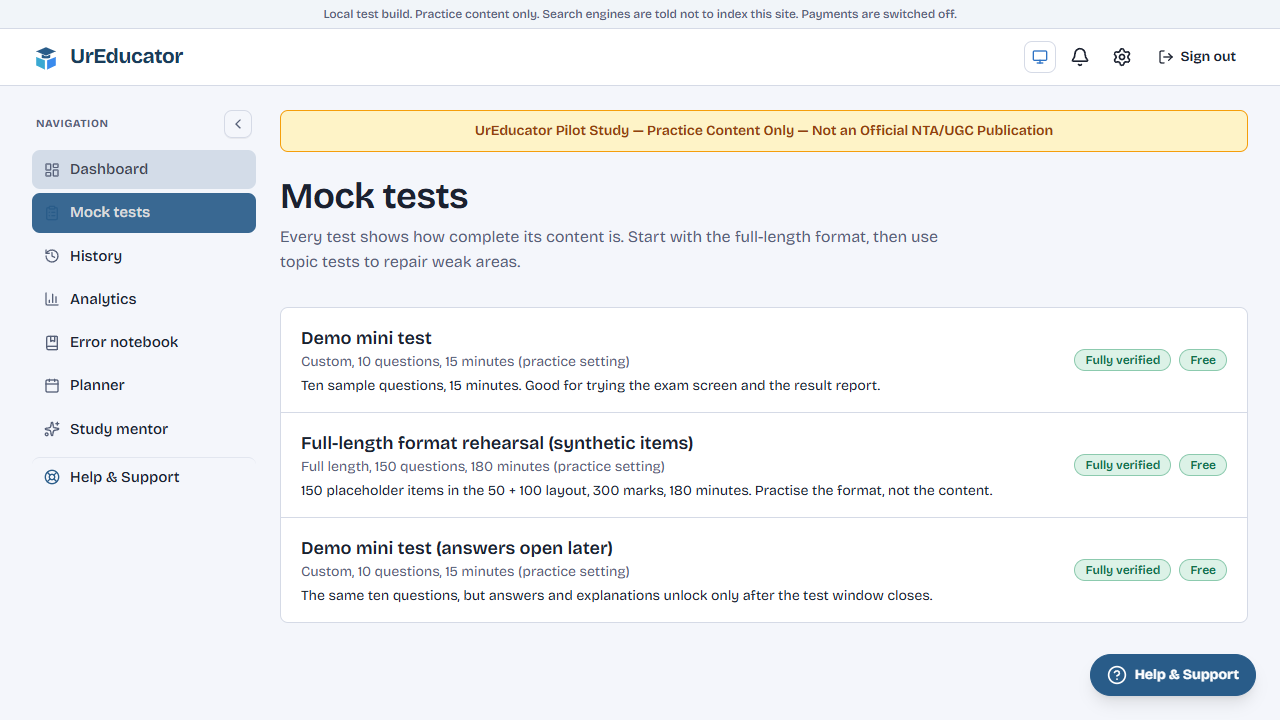 Local test build. Practice content only. Search engines are told not to index this site. Payments are switched off.
UrEducator
Sign out
NAVIGATION
Dashboard
Mock tests
History
Analytics
Error notebook
Planner
Study mentor
Help & Support
UrEducator Pilot Study — Practice Content Only — Not an Official NTA/UGC Publication
Mock tests
Every test shows how complete its content is. Start with the full-length format, then use
topic tests to repair weak areas.
Demo mini test
Custom, 10 questions, 15 minutes (practice setting)
Ten sample questions, 15 minutes. Good for trying the exam screen and the result report.
Fully verified
Free
Full-length format rehearsal (synthetic items)
Full length, 150 questions, 180 minutes (practice setting)
150 placeholder items in the 50 + 100 layout, 300 marks, 180 minutes. Practise the format, not the content.
Fully verified
Free
Demo mini test (answers open later)
Custom, 10 questions, 15 minutes (practice setting)
The same ten questions, but answers and explanations unlock only after the test window closes.
Fully verified
Free
Help & Support